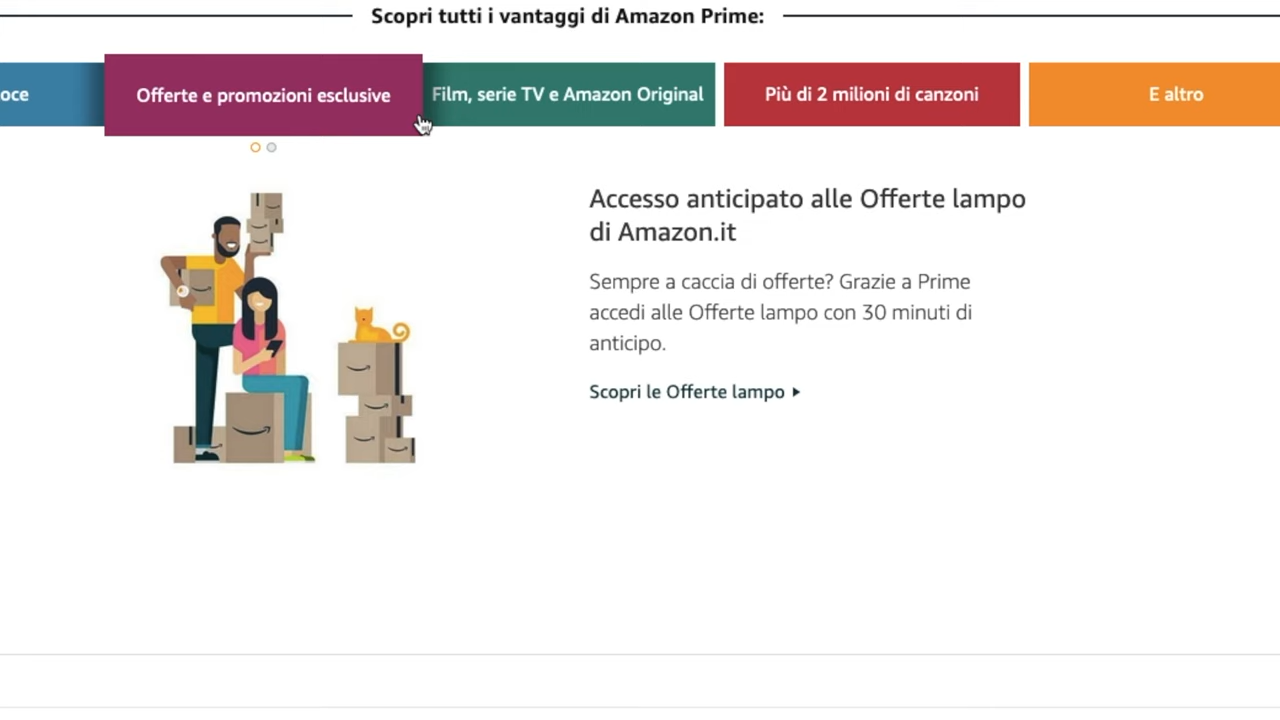 Scopri tutti i vantaggi di Amazon Prime:
oce
Offerte e promozioni esclusive
Film, serie TV e Amazon Original
Più di 2 milioni di canzoni
E altro
Accesso anticipato alle Offerte lampo
di Amazon.it
Sempre a caccia di offerte? Grazie a Prime
accedi alle Offerte lampo con 30 minuti di
anticipo.
Scopri le Offerte lampo